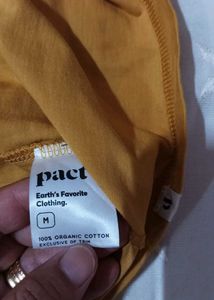 pact
Earth's Favorite
Clothing.
M
100% ORGANIC COTTON
EXCLUSIVE OF TRIM